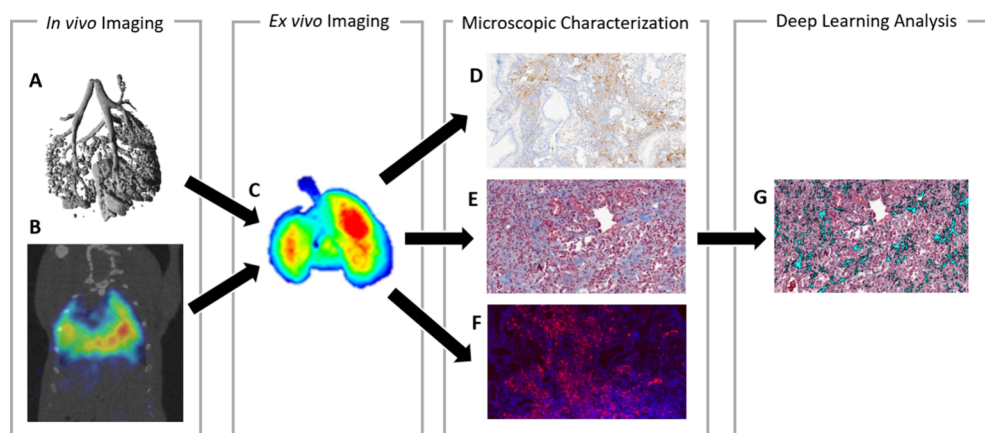 In vivo Imaging
Ex vivo Imaging
Microscopic Characterization
Deep Learning Analysis
A
B
C
D
E
F
G